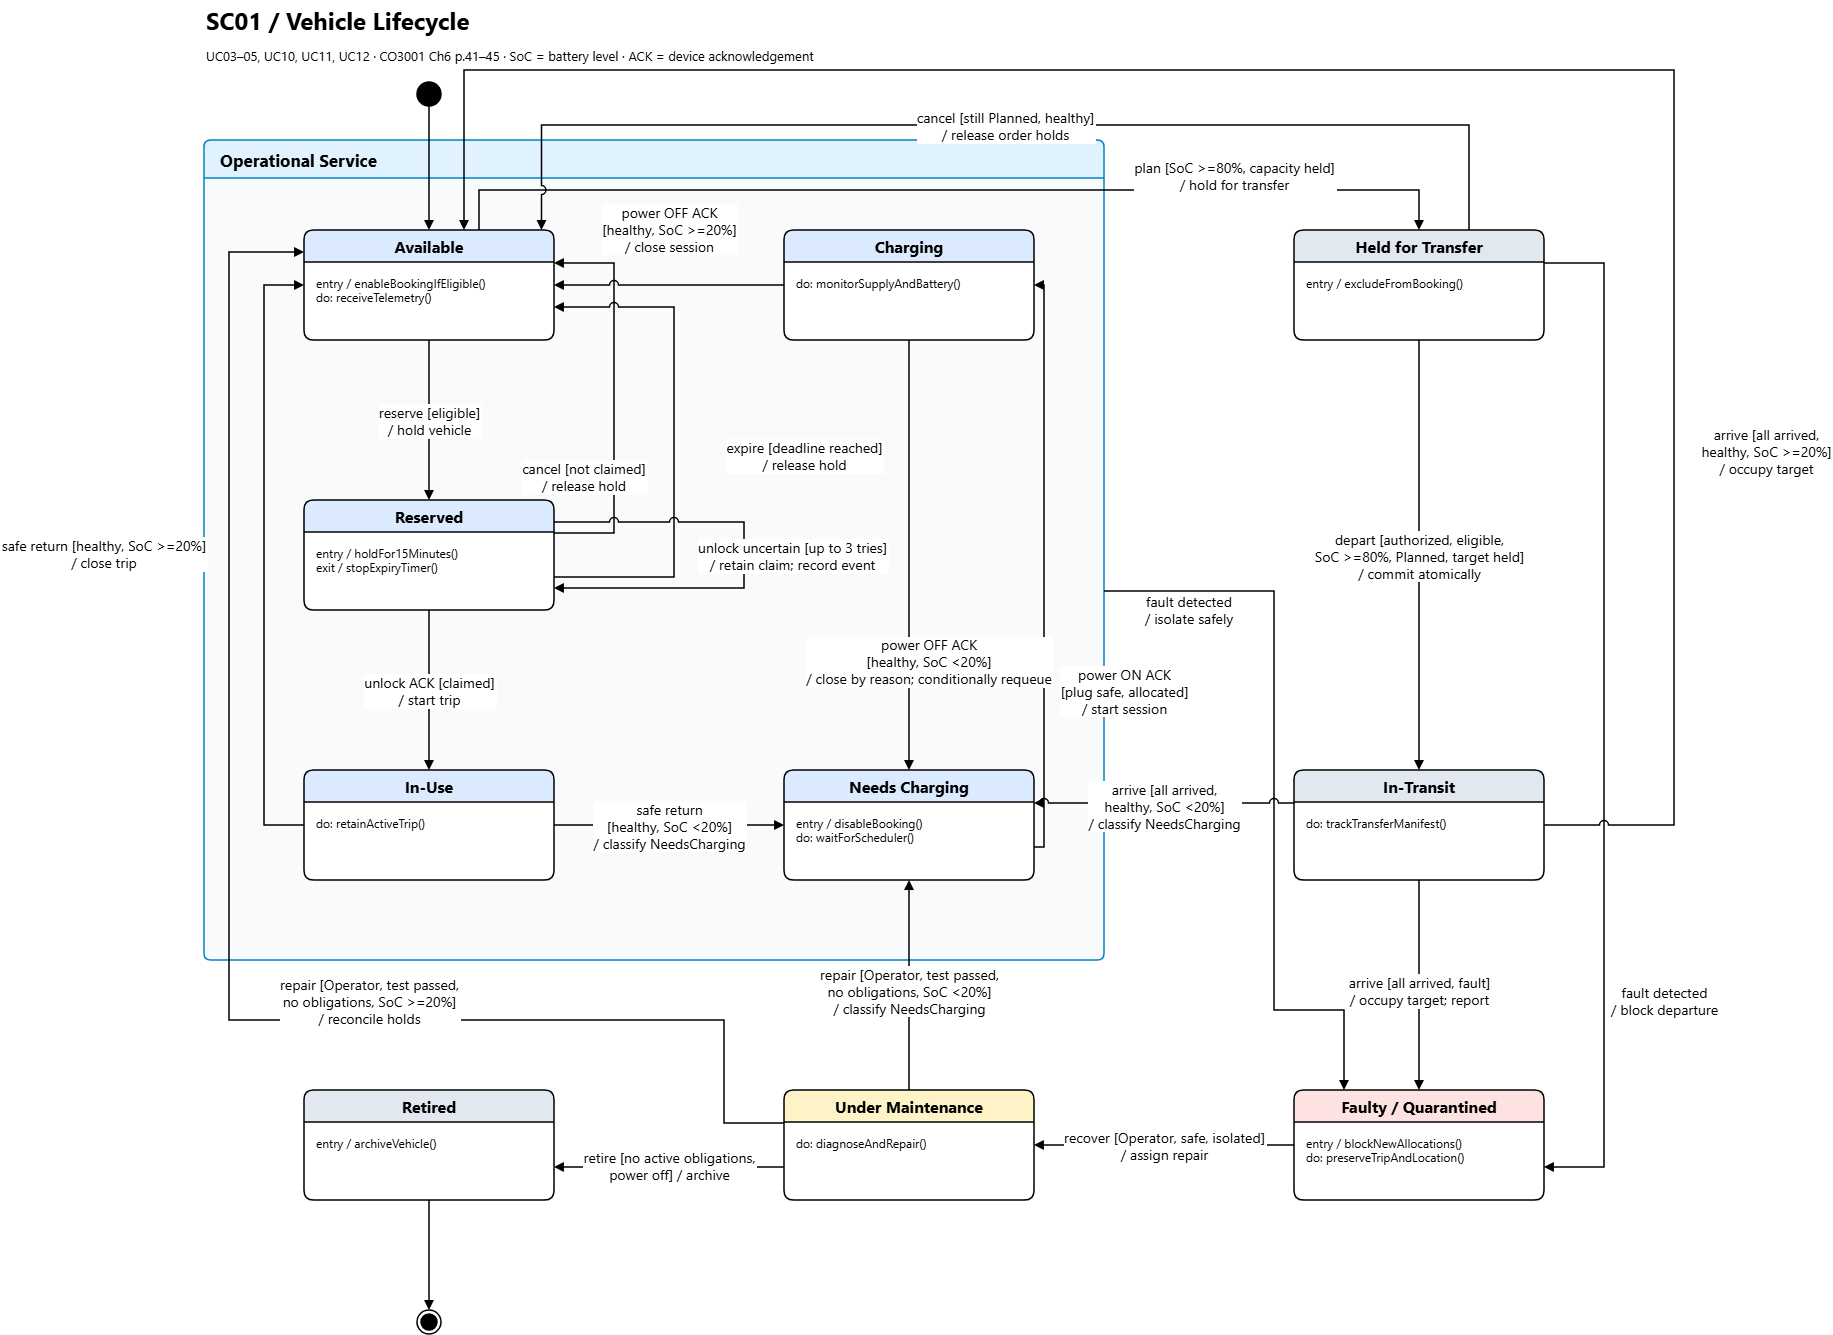 SC01 / Vehicle Lifecycle
UC03–05, UC10, UC11, UC12 · CO3001 Ch6 p.41–45 · SoC = battery level · ACK = device acknowledgement
cancel [still Planned, healthy]
/ release order holds
Operational Service
plan [SoC >=80%, capacity held]
/ hold for transfer
power OFF ACK
[healthy, SoC >=20%]
/ close session
Available
entry / enableBookingIfEligible()
do: receiveTelemetry()
Charging
do: monitorSupplyAndBattery()
Held for Transfer
entry / excludeFromBooking()
reserve [eligible]
/ hold vehicle
expire [deadline reached]
/ release hold
arrive [all arrived,
healthy, SoC >=20%]
/ occupy target
cancel [not claimed]
/ release hold
Reserved
entry / holdFor15Minutes()
exit / stopExpiryTimer()
safe return [healthy, SoC >=20%]
/ close trip
unlock uncertain [up to 3 tries]
/ retain claim; record event
depart [authorized, eligible,
SoC >=80%, Planned, target held]
/ commit atomically
fault detected
/ isolate safely
unlock ACK [claimed]
/ start trip
power OFF ACK
[healthy, SoC <20%]
/ close by reason; conditionally requeue
power ON ACK
[plug safe, allocated]
/ start session
In-Use
do: retainActiveTrip()
safe return
[healthy, SoC <20%]
/ classify NeedsCharging
Needs Charging
entry / disableBooking()
do: waitForScheduler()
arrive [all arrived,
healthy, SoC <20%]
/ classify NeedsCharging
In-Transit
do: trackTransferManifest()
repair [Operator, test passed,
no obligations, SoC >=20%]
/ reconcile holds
repair [Operator, test passed,
no obligations, SoC <20%]
/ classify NeedsCharging
arrive [all arrived, fault]
/ occupy target; report
fault detected
/ block departure
Retired
entry / archiveVehicle()
retire [no active obligations,
power off] / archive
Under Maintenance
do: diagnoseAndRepair()
recover [Operator, safe, isolated]
/ assign repair
Faulty / Quarantined
entry / blockNewAllocations()
do: preserveTripAndLocation()